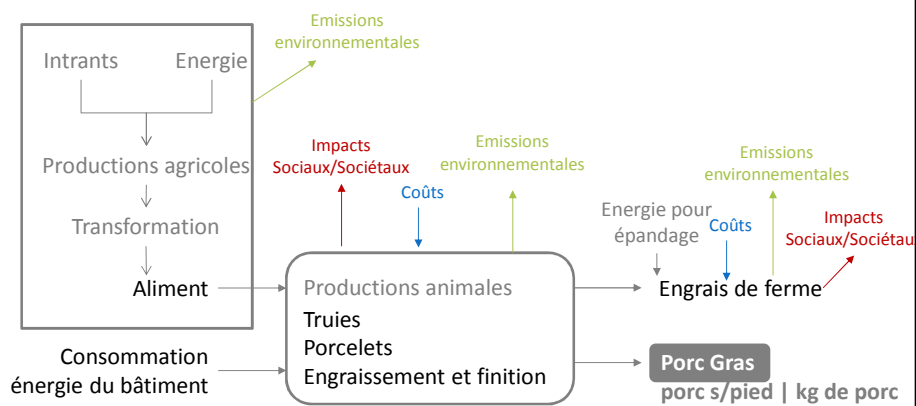 Emissions
environnementales
Intrants
Energie
Productions agricoles
Transformation
Aliment
Consommation
énergie du bâtiment
Impacts
Sociaux/Sociétaux
Coûts
Emissions
environnementales
Productions animales
Truies
Porcelets
Engraissement et finition
Emissions
environnementales
Energie pour
épandage
Coûts
Impacts
Sociaux/Sociétau
Engrais de ferme
Porc Gras
porc s/pied | kg de porc